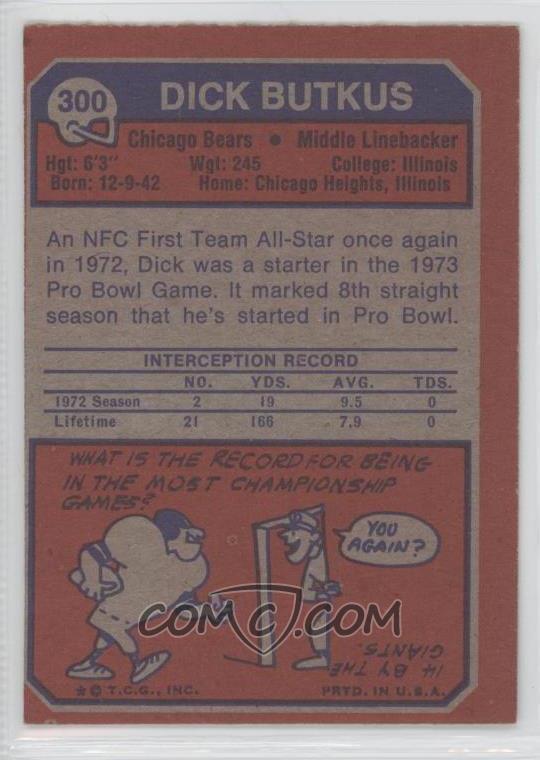 300
DICK BUTKUS
Chicago Bears • Middle Linebacker
Hgt: 6'3" Wgt: 245 College: Illinois
Born: 12-9-42 Home: Chicago Heights, Illinois
An NFC First Team All-Star once again
in 1972, Dick was a starter in the 1973
Pro Bowl Game. It marked 8th straight
season that he's started in Pro Bowl.
INTERCEPTION RECORD
NO. YDS. AVG. TDS.
1972 Season 2 19 9.5 0
Lifetime 21 166 7.9 0
WHAT IS THE RECORD FOR BEING
IN THE MOST CHAMPIONSHIP
GAMES?
YOU
AGAIN?
COMC.COM
14 BY THE
GIANTS.
* © T.C.G., INC. PRTD. IN U.S.A.